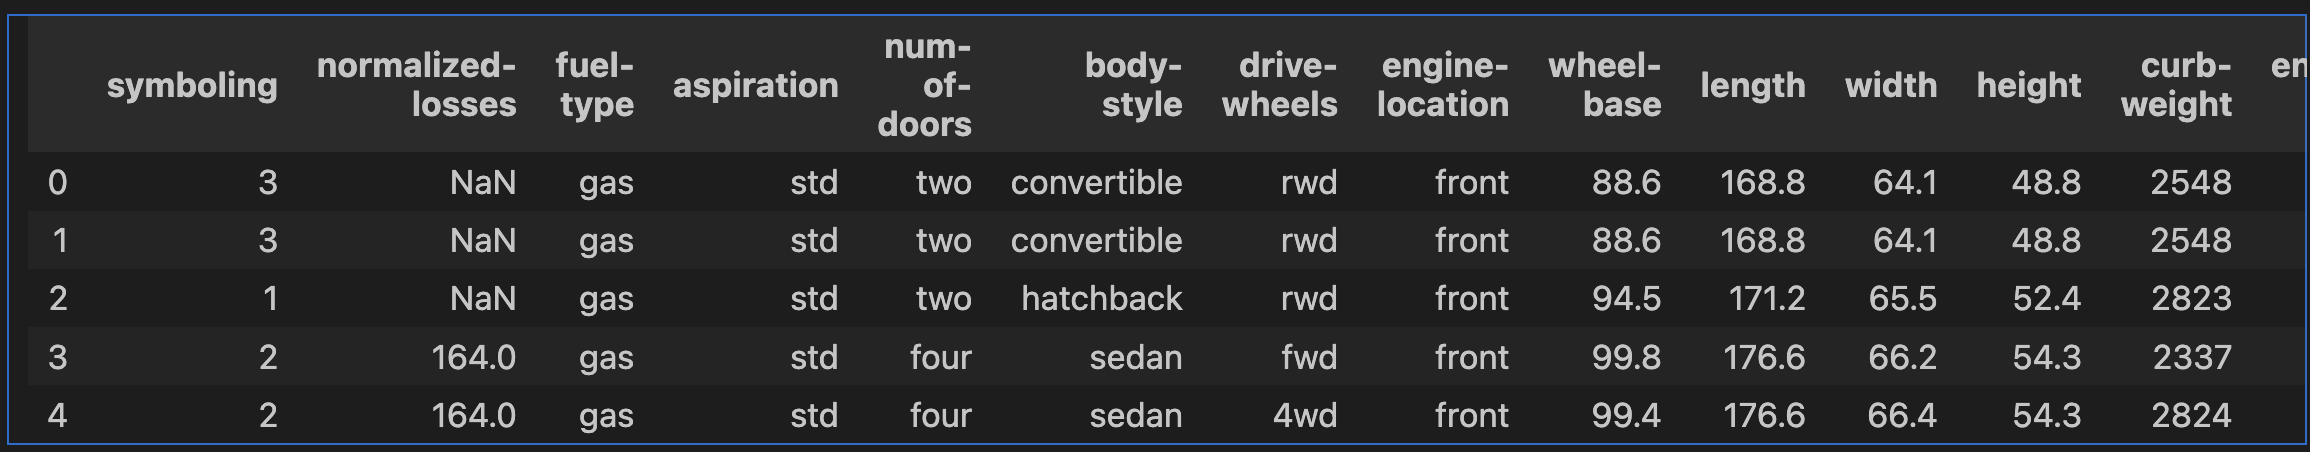 symboling normalized-losses fuel-type aspiration num-of-doors body-style drive-wheels engine-location wheel-base length width height curb-weight en
0 3 NaN gas std two convertible rwd front 88.6 168.8 64.1 48.8 2548
1 3 NaN gas std two convertible rwd front 88.6 168.8 64.1 48.8 2548
2 1 NaN gas std two hatchback rwd front 94.5 171.2 65.5 52.4 2823
3 2 164.0 gas std four sedan fwd front 99.8 176.6 66.2 54.3 2337
4 2 164.0 gas std four sedan 4wd front 99.4 176.6 66.4 54.3 2824